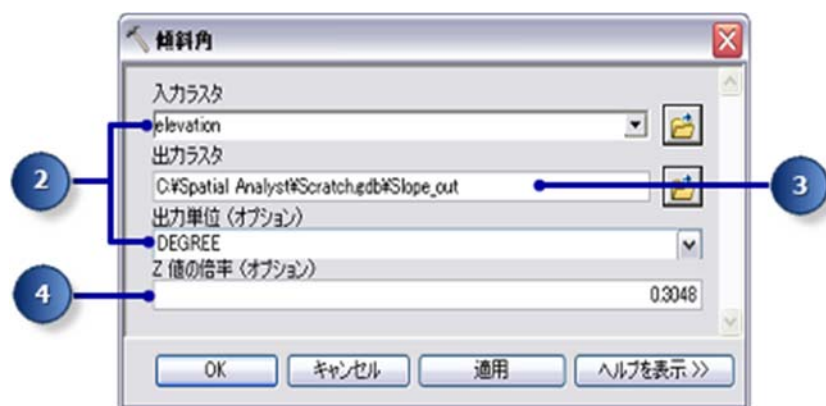 傾斜角
入力ラスタ
elevation
出力ラスタ
2
C:¥Spatial Analyst¥Scratch.gdb¥Slope_out
3
出力単位 (オプション)
DEGREE
Z 値の倍率 (オプション)
4
0.3048
OK
キャンセル
適用
ヘルプを表示 >>